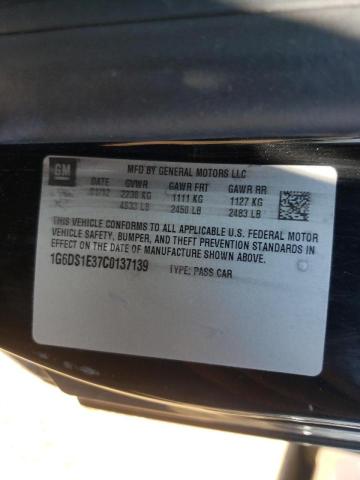 GM
MFD BY GENERAL MOTORS LLC
DATE GVWR GAWR FRT GAWR RR
2238 KG 1111 KG 1127 KG
4933 LB 2450 LB 2483 LB
THIS VEHICLE CONFORMS TO ALL APPLICABLE U.S. FEDERAL MOTOR
VEHICLE SAFETY, BUMPER, AND THEFT PREVENTION STANDARDS IN
EFFECT ON THE DATE OF MANUFACTURE SHOWN ABOVE.
1G6DS1E37C0137139 TYPE: PASS CAR